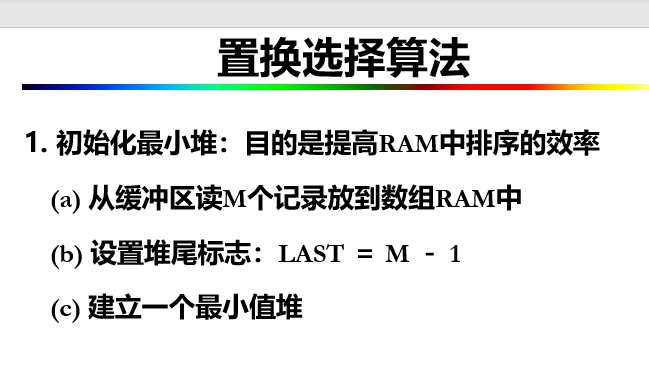 置换选择算法
1. 初始化最小堆：目的是提高RAM中排序的效率
(a) 从缓冲区读M个记录放到数组RAM中
(b) 设置堆尾标志：LAST = M - 1
(c) 建立一个最小值堆